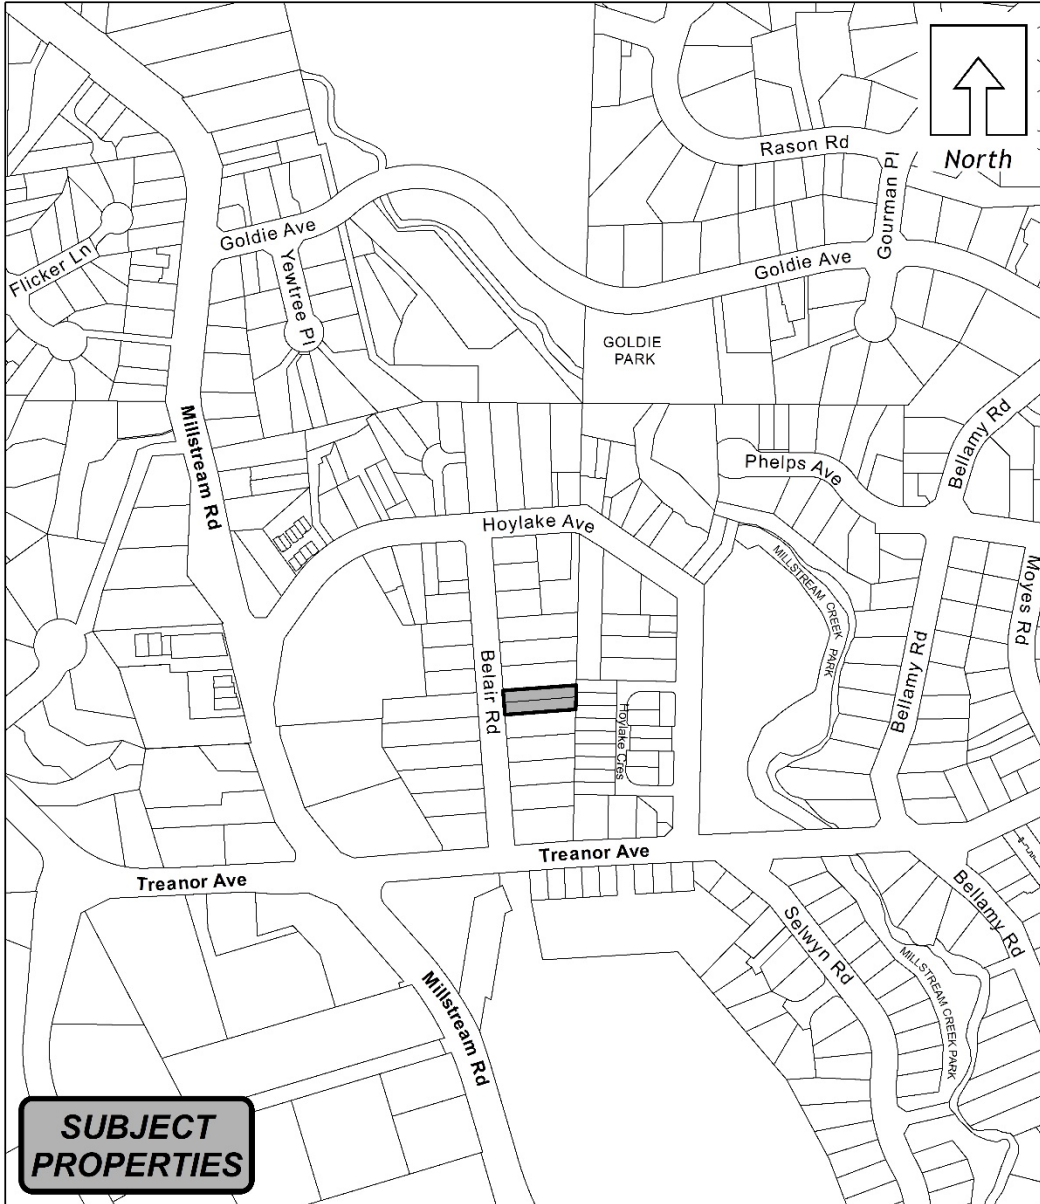 Rason Rd
North
Gourman Pl
Goldie Ave
Flicker Ln
Yewtree Pl
Goldie Ave
GOLDIE
PARK
Millstream Rd
Bellamy Rd
Phelps Ave
Hoylake Ave
MILLSTREAM CREEK PARK
Moyes Rd
Belair Rd
Bellamy Rd
Hoylake Cres
Treanor Ave
Treanor Ave
Bellamy Rd
Selwyn Rd
MILLSTREAM CREEK PARK
Millstream Rd
SUBJECT
PROPERTIES